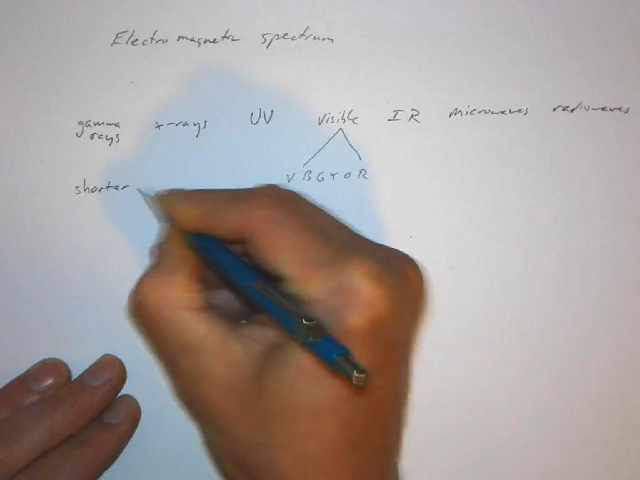 Electromagnetic spectrum
gamma rays x-rays UV visible IR microwaves radiowaves
V B G Y O R
shorter